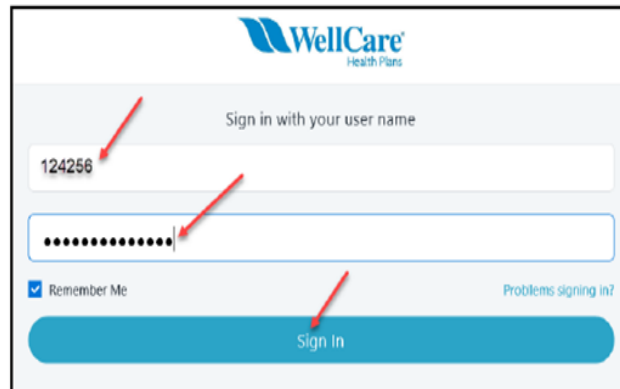 WellCare®
Health Plans
Sign in with your user name
124256
••••••••••••••
Remember Me
Problems signing in?
Sign In